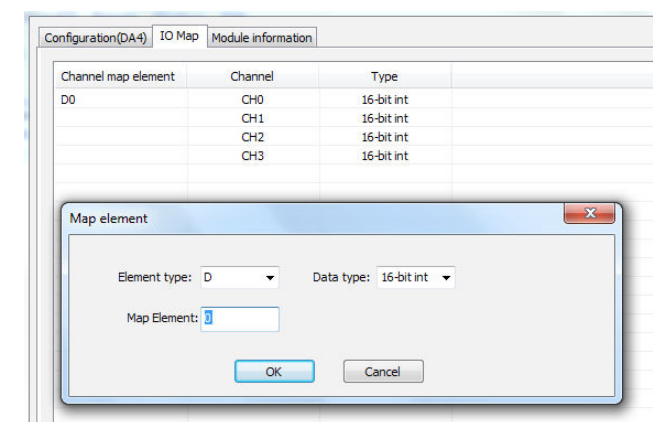 Configuration(DA4) IO Map Module information
Channel map element Channel Type
D0 CH0 16-bit int
CH1 16-bit int
CH2 16-bit int
CH3 16-bit int
Map element
Element type: D Data type: 16-bit int
Map Element: 0
OK Cancel